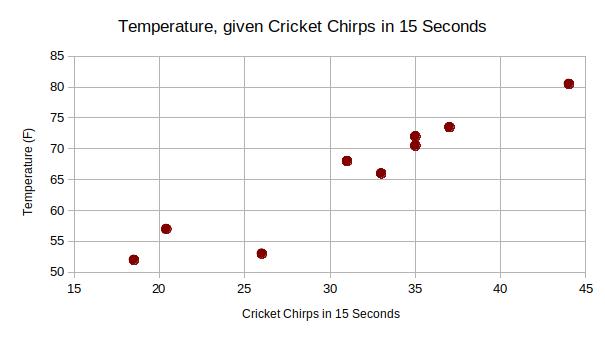 Temperature, given Cricket Chirps in 15 Seconds
85
80
75
70
65
60
55
50
Temperature (F)
15 20 25 30 35 40 45
Cricket Chirps in 15 Seconds